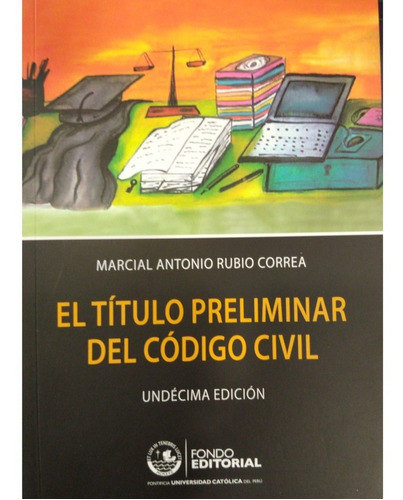 MARCIAL ANTONIO RUBIO CORREA
EL TÍTULO PRELIMINAR
DEL CÓDIGO CIVIL
UNDÉCIMA EDICIÓN
FONDO
EDITORIAL
PONTIFICIA UNIVERSIDAD CATÓLICA DEL PERÚ